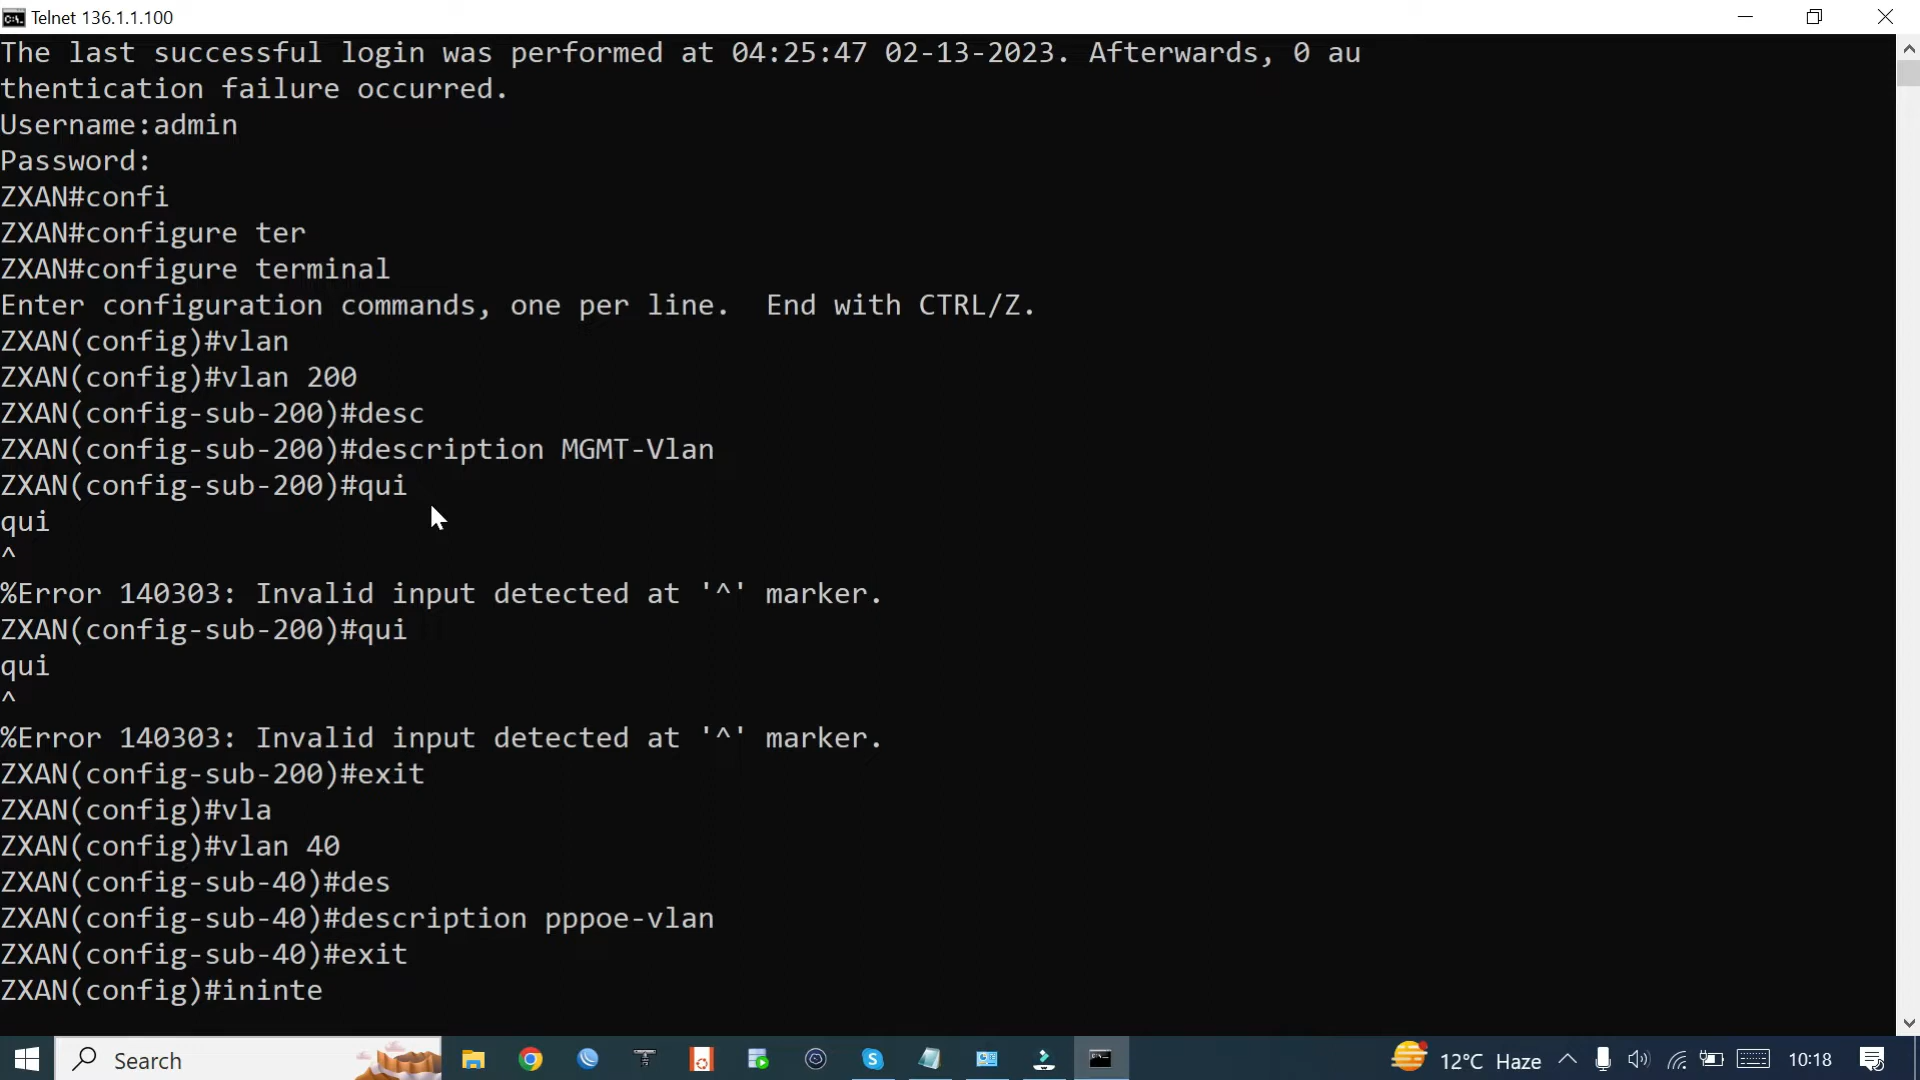 Telnet 136.1.1.100
The last successful login was performed at 04:25:47 02-13-2023. Afterwards, 0 au
thentication failure occurred.
Username:admin
Password:
ZXAN#confi
ZXAN#configure ter
ZXAN#configure terminal
Enter configuration commands, one per line.  End with CTRL/Z.
ZXAN(config)#vlan
ZXAN(config)#vlan 200
ZXAN(config-sub-200)#desc
ZXAN(config-sub-200)#description MGMT-Vlan
ZXAN(config-sub-200)#qui
qui
^
%Error 140303: Invalid input detected at '^' marker.
ZXAN(config-sub-200)#qui
qui
^
%Error 140303: Invalid input detected at '^' marker.
ZXAN(config-sub-200)#exit
ZXAN(config)#vla
ZXAN(config)#vlan 40
ZXAN(config-sub-40)#des
ZXAN(config-sub-40)#description pppoe-vlan
ZXAN(config-sub-40)#exit
ZXAN(config)#ininte
Search
12°C Haze
10:18